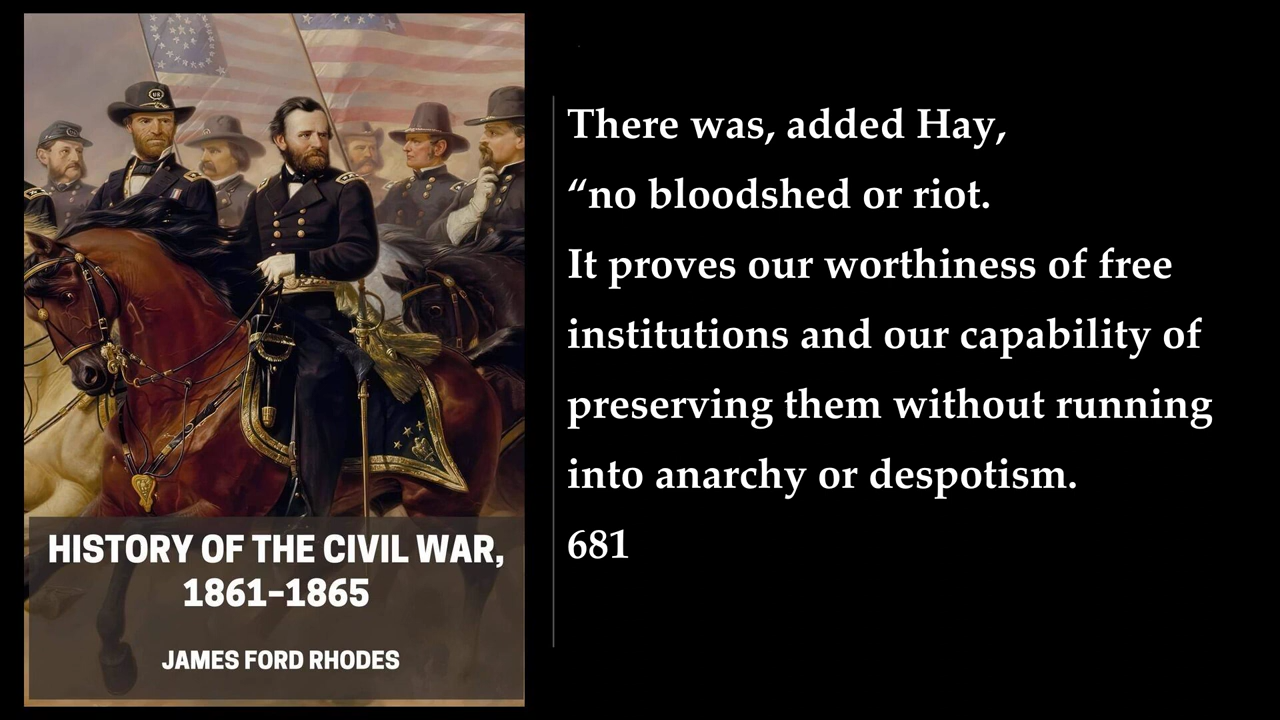 HISTORY OF THE CIVIL WAR,
1861–1865
JAMES FORD RHODES
There was, added Hay,
“no bloodshed or riot.
It proves our worthiness of free
institutions and our capability of
preserving them without running
into anarchy or despotism.
681